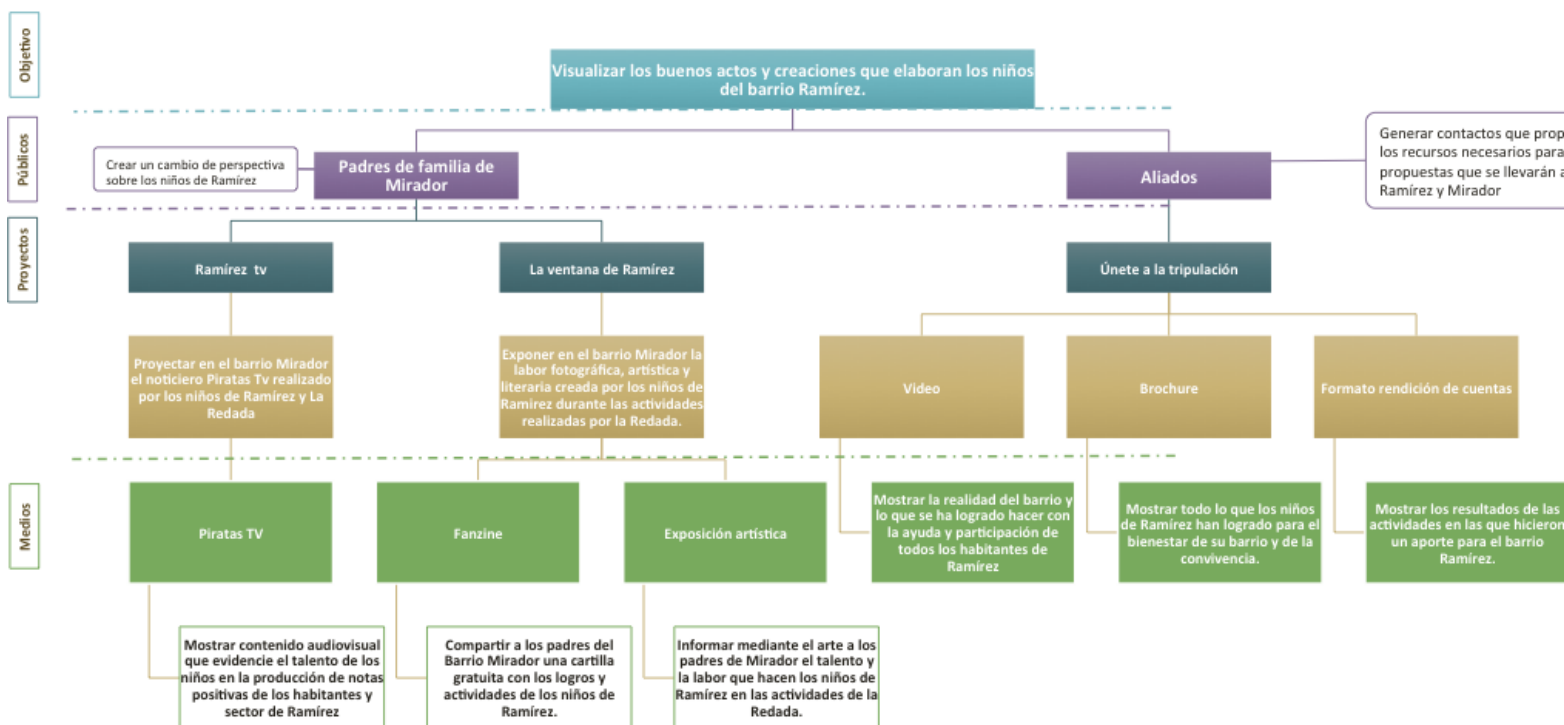 Objetivo
Visualizar los buenos actos y creaciones que elaboran los niños
del barrio Ramírez.
Públicos
Crear un cambio de perspectiva
sobre los niños de Ramírez
Padres de familia de
Mirador
Aliados
Generar contactos que
los recursos necesarios para
propuestas que se llevarán
Ramírez y Mirador
Proyectos
Ramírez tv
La ventana de Ramírez
Únete a la tripulación
Proyectar en el barrio Mirador
el noticiero Piratas Tv realizado
por los niños de Ramírez y La
Redada
Exponer en el barrio Mirador la
labor fotográfica, artística y
literaria creada por los niños de
Ramirez durante las actividades
realizadas por la Redada.
Video
Brochure
Formato rendición de cuentas
Medios
Piratas TV
Fanzine
Exposición artística
Mostrar la realidad del barrio y
lo que se ha logrado hacer con
la ayuda y participación de
todos los habitantes de
Ramírez
Mostrar todo lo que los niños
de Ramírez han logrado para el
bienestar de su barrio y de la
convivencia.
Mostrar los resultados de las
actividades en las que hicieron
un aporte para el barrio
Ramírez.
Mostrar contenido audiovisual
que evidencie el talento de los
niños en la producción de notas
positivas de los habitantes y
sector de Ramírez
Compartir a los padres del
Barrio Mirador una cartilla
gratuita con los logros y
actividades de los niños de
Ramírez.
Informar mediante el arte a los
padres de Mirador el talento y
la labor que hacen los niños de
Ramírez en las actividades de la
Redada.